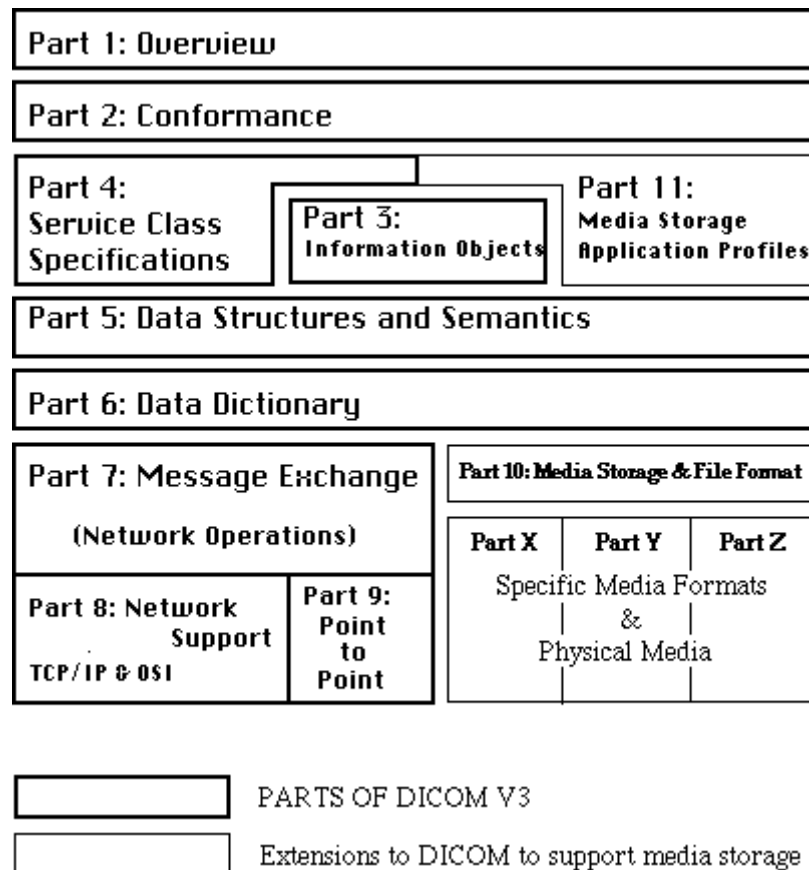 Part 1: Overview
Part 2: Conformance
Part 4:
Service Class
Specifications
Part 3:
Information Objects
Part 11:
Media Storage
Application Profiles
Part 5: Data Structures and Semantics
Part 6: Data Dictionary
Part 7: Message Exchange
(Network Operations)
Part 8: Network
Support
TCP/IP & OSI
Part 9:
Point
to
Point
Part 10: Media Storage & File Format
Part X Part Y Part Z
Specific Media Formats
&
Physical Media
PARTS OF DICOM V3
Extensions to DICOM to support media storage